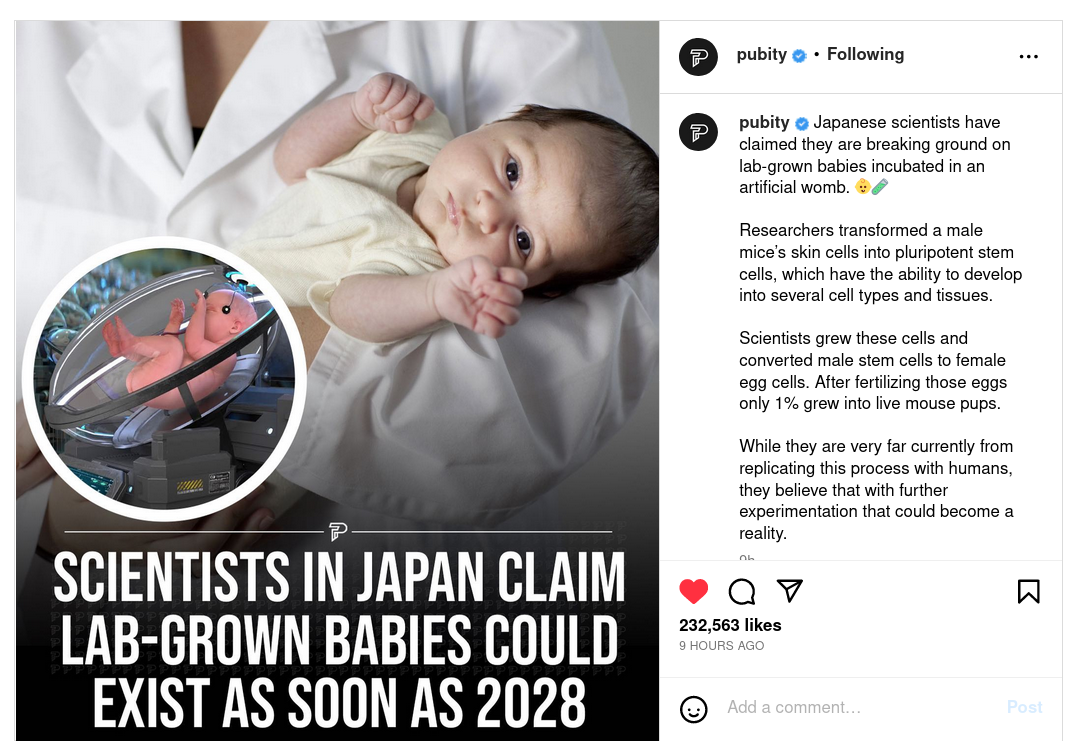 SCIENTISTS IN JAPAN CLAIM
LAB-GROWN BABIES COULD
EXIST AS SOON AS 2028
pubity • Following
pubity Japanese scientists have
claimed they are breaking ground on
lab-grown babies incubated in an
artificial womb. 👶🧪
Researchers transformed a male
mice’s skin cells into pluripotent stem
cells, which have the ability to develop
into several cell types and tissues.
Scientists grew these cells and
converted male stem cells to female
egg cells. After fertilizing those eggs
only 1% grew into live mouse pups.
While they are very far currently from
replicating this process with humans,
they believe that with further
experimentation that could become a
reality.
232,563 likes
9 HOURS AGO
Add a comment…
Post